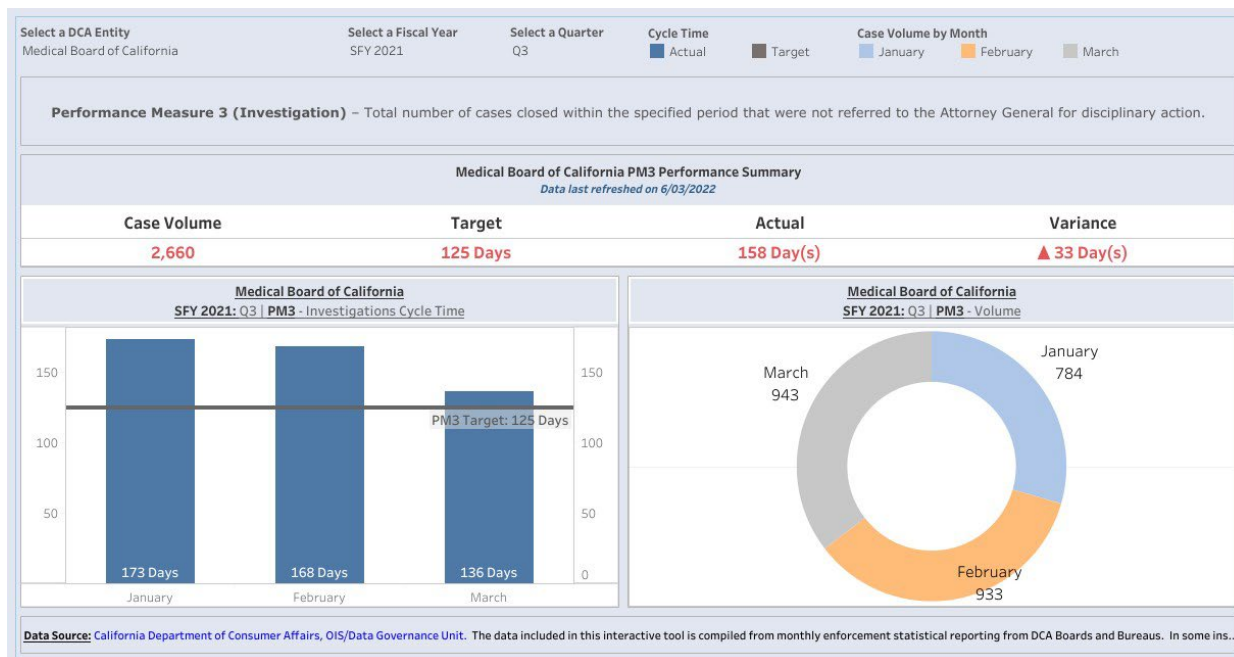 Select a DCA Entity
Medical Board of California
Select a Fiscal Year
SFY 2021
Select a Quarter
Q3
Cycle Time
Actual Target
Case Volume by Month
January February March
Performance Measure 3 (Investigation) – Total number of cases closed within the specified period that were not referred to the Attorney General for disciplinary action.
Medical Board of California PM3 Performance Summary
Data last refreshed on 6/03/2022
Case Volume Target Actual Variance
2,660 125 Days 158 Day(s) ▲ 33 Day(s)
Medical Board of California
SFY 2021: Q3 | PM3 - Investigations Cycle Time
150 150
PM3 Target: 125 Days
100 100
50 50
0
173 Days 168 Days 136 Days
January February March
Medical Board of California
SFY 2021: Q3 | PM3 - Volume
January
784
March
943
February
933
Data Source: California Department of Consumer Affairs, OIS/Data Governance Unit. The data included in this interactive tool is compiled from monthly enforcement statistical reporting from DCA Boards and Bureaus. In some ins...